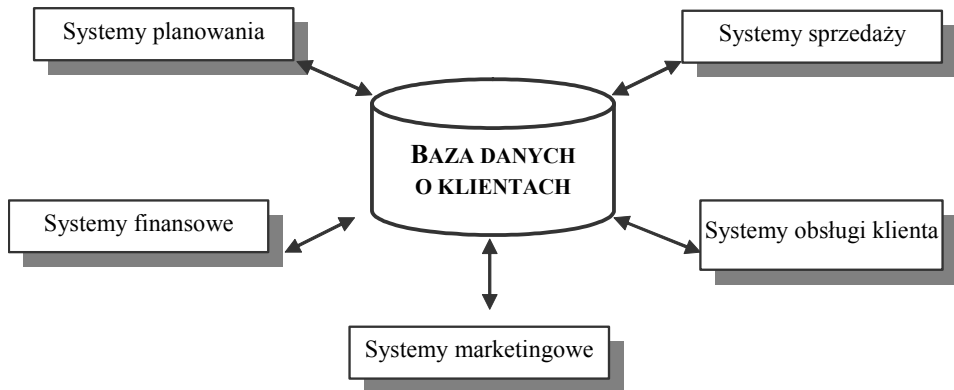 Systemy planowania
Systemy sprzedaży
BAZA DANYCH
O KLIENTACH
Systemy finansowe
Systemy obsługi klienta
Systemy marketingowe